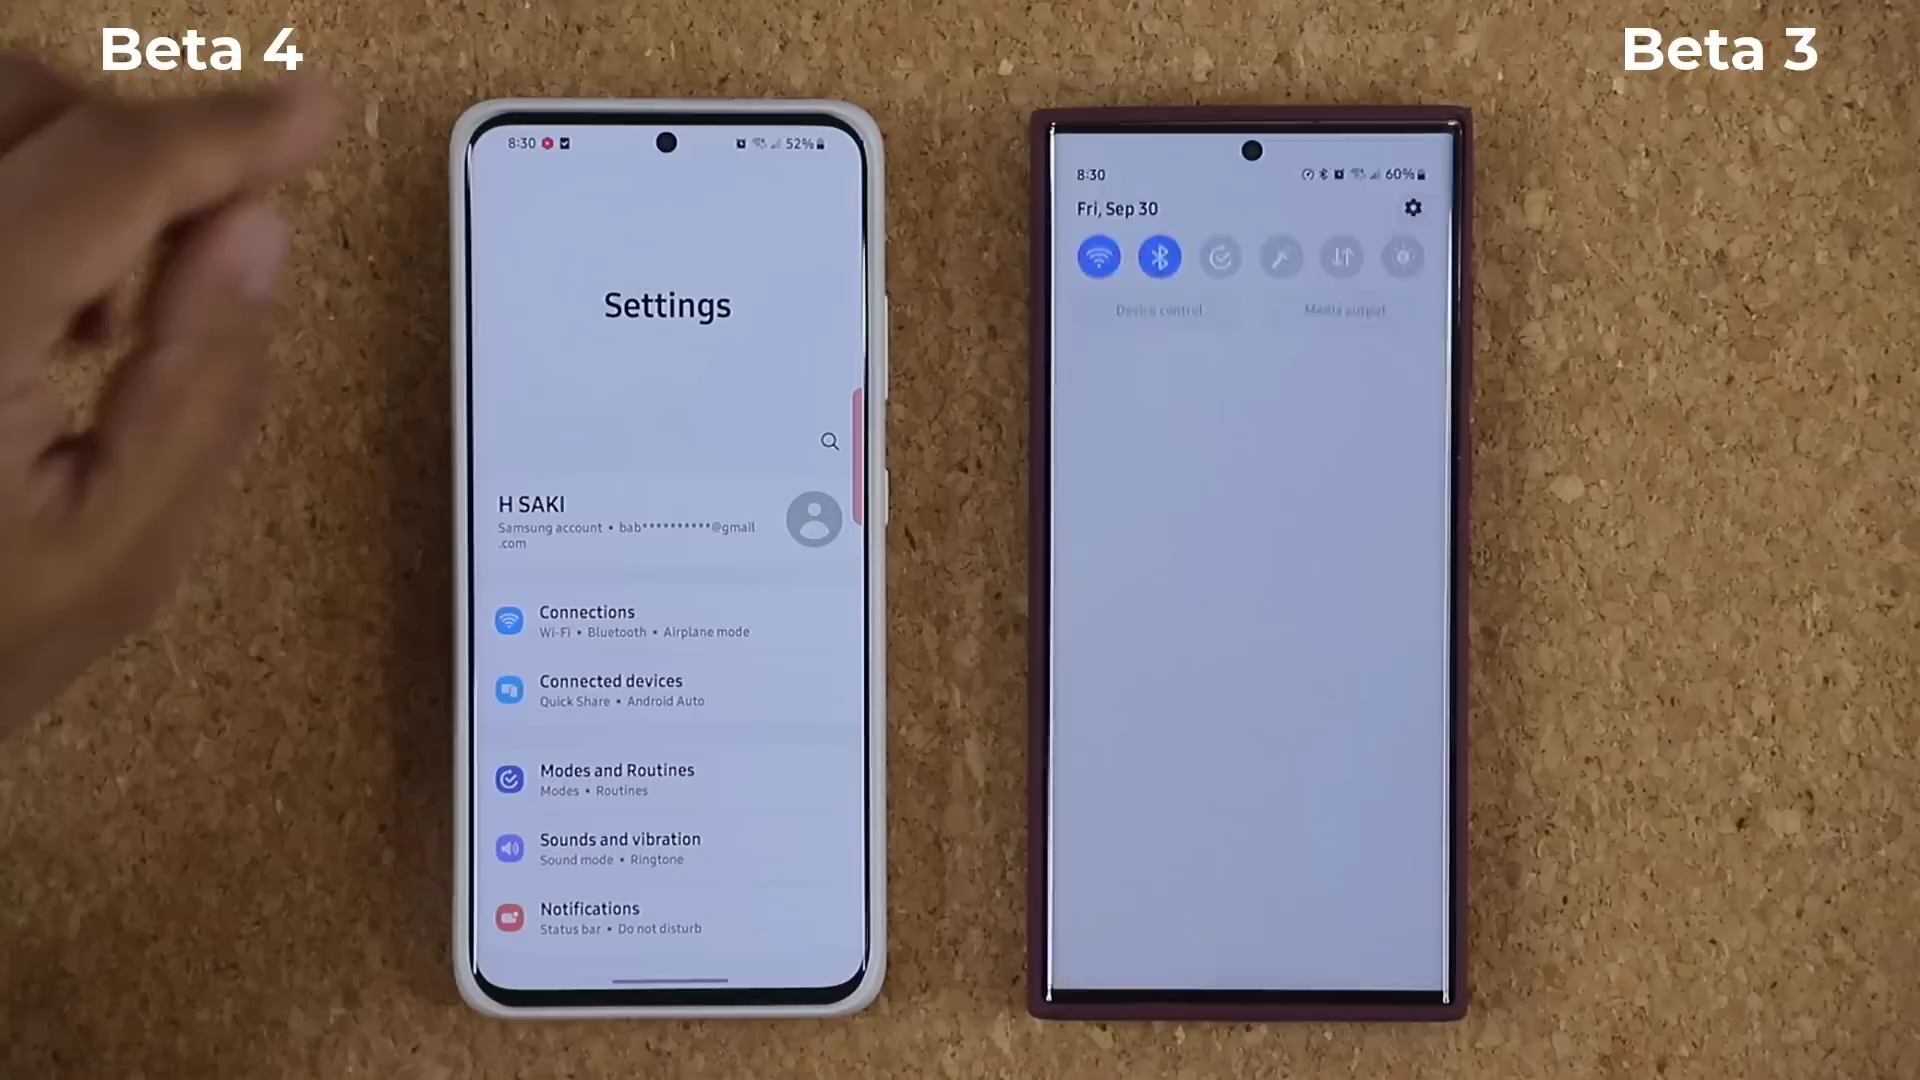 Beta 4
Beta 3
8:30
52%
Settings
H SAKI
Samsung account • bab**********@gmail
.com
Connections
Wi-Fi • Bluetooth • Airplane mode
Connected devices
Quick Share • Android Auto
Modes and Routines
Modes • Routines
Sounds and vibration
Sound mode • Ringtone
Notifications
Status bar • Do not disturb
8:30
60%
Fri, Sep 30
Device control
Media output